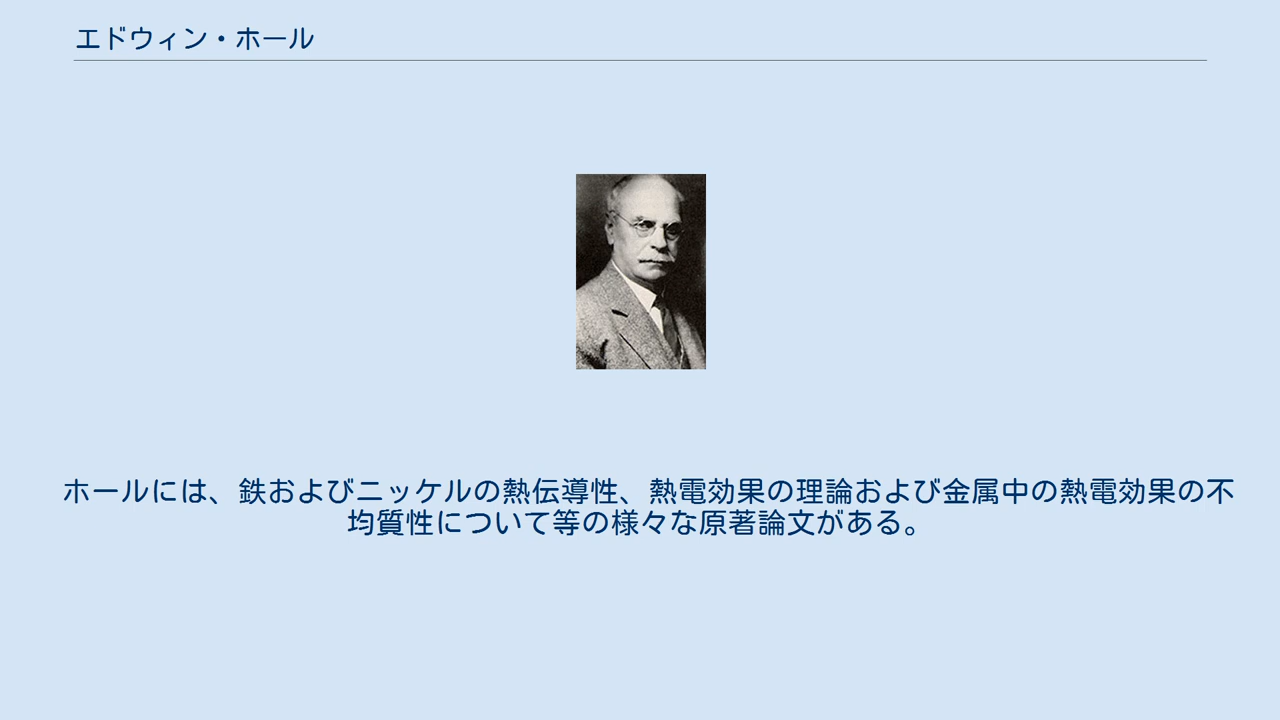 エドウィン・ホール
ホールには、鉄およびニッケルの熱伝導性、熱電効果の理論および金属中の熱電効果の不
均質性について等の様々な原著論文がある。